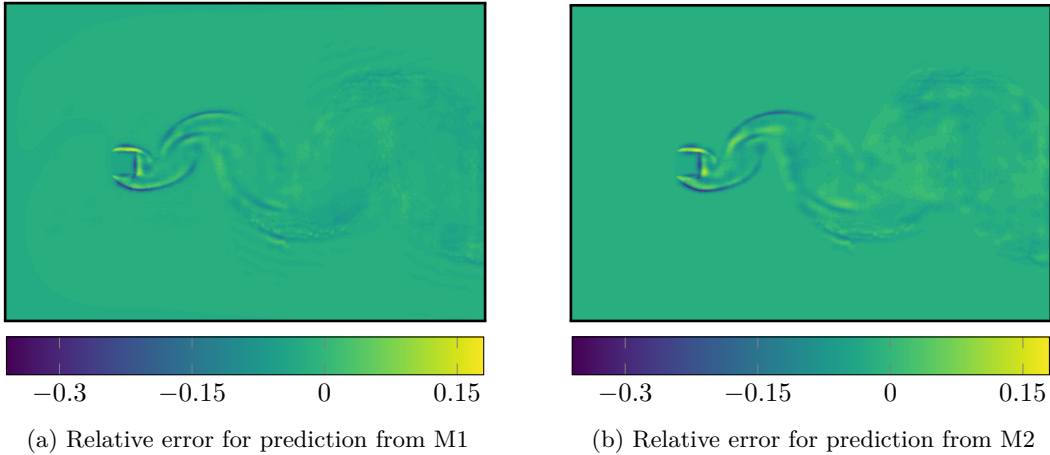 −0.3 −0.15 0 0.15
(a) Relative error for prediction from M1
−0.3 −0.15 0 0.15
(b) Relative error for prediction from M2